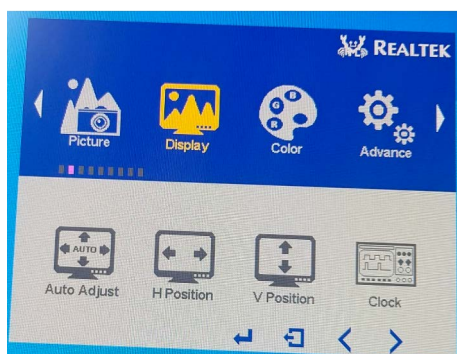 REALTEK
Picture
Display
G B
R
Color
Advance
AUTO
Auto Adjust
H Position
V Position
Clock